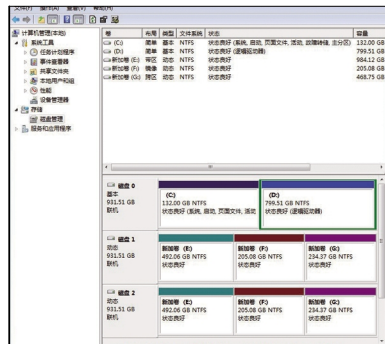 文件(F) 操作(A) 查看(V) 帮助(H)
计算机管理(本地)
系统工具
任务计划程序
事件查看器
共享文件夹
本地用户和组
性能
设备管理器
存储
磁盘管理
服务和应用程序
卷 布局 类型 文件系统 状态 容量
(C:) 简单 基本 NTFS 状态良好 (系统, 启动, 页面文件, 活动, 故障转储, 主分区) 132.00 GB
(D:) 简单 基本 NTFS 状态良好 (逻辑驱动器) 799.51 GB
新加卷 (E:) 带区 动态 NTFS 状态良好 984.12 GB
新加卷 (F:) 镜像 动态 NTFS 状态良好 205.08 GB
新加卷 (G:) 跨区 动态 NTFS 状态良好 468.75 GB
磁盘 0
基本
931.51 GB
联机
(C:)
132.00 GB NTFS
状态良好 (系统, 启动, 页面文件, 活动
(D:)
799.51 GB NTFS
状态良好 (逻辑驱动器)
磁盘 1
动态
931.51 GB
联机
新加卷 (E:)
492.06 GB NTFS
状态良好
新加卷 (F:)
205.08 GB NTFS
状态良好
新加卷 (G:)
234.37 GB NTFS
状态良好
磁盘 2
动态
931.51 GB
联机
新加卷 (E:)
492.06 GB NTFS
状态良好
新加卷 (F:)
205.08 GB NTFS
状态良好
新加卷 (G:)
234.37 GB NTFS
状态良好